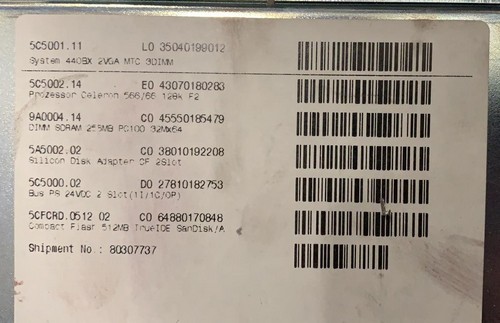 5C5001.11 L0 35040199012
System 440BX 2VGA MTC 3DIMM
5C5002.14 E0 43070180283
Prozessor Celeron 566/66 128k F2
9A0004.14 C0 45550185479
DIMM SDRAM 256MB PC100 32Mx64
5A5002.02 C0 38010192208
Silicon Disk Adapter CF 2Slot
5C5000.02 D0 27810182753
Bus PS 24VDC 2 Slot(1I/1C/0P)
5CFCRD.0512 02 C0 64880170848
Compact Flash 512MB TrueIDE SanDisk/A
Shipment No.: 80307737